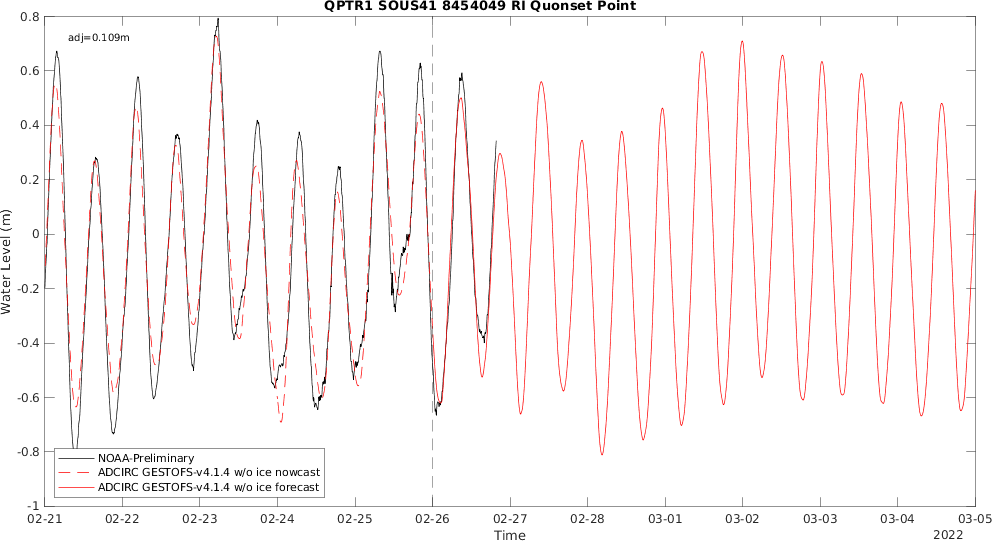 QPTR1 SOUS41 8454049 RI Quonset Point
adj=0.109m
0.8
0.6
0.4
0.2
0
-0.2
-0.4
-0.6
-0.8
-1
Water Level (m)
NOAA-Preliminary
ADCIRC GESTOFS-v4.1.4 w/o ice nowcast
ADCIRC GESTOFS-v4.1.4 w/o ice forecast
02-21 02-22 02-23 02-24 02-25 02-26 02-27 02-28 03-01 03-02 03-03 03-04 03-05
Time
2022